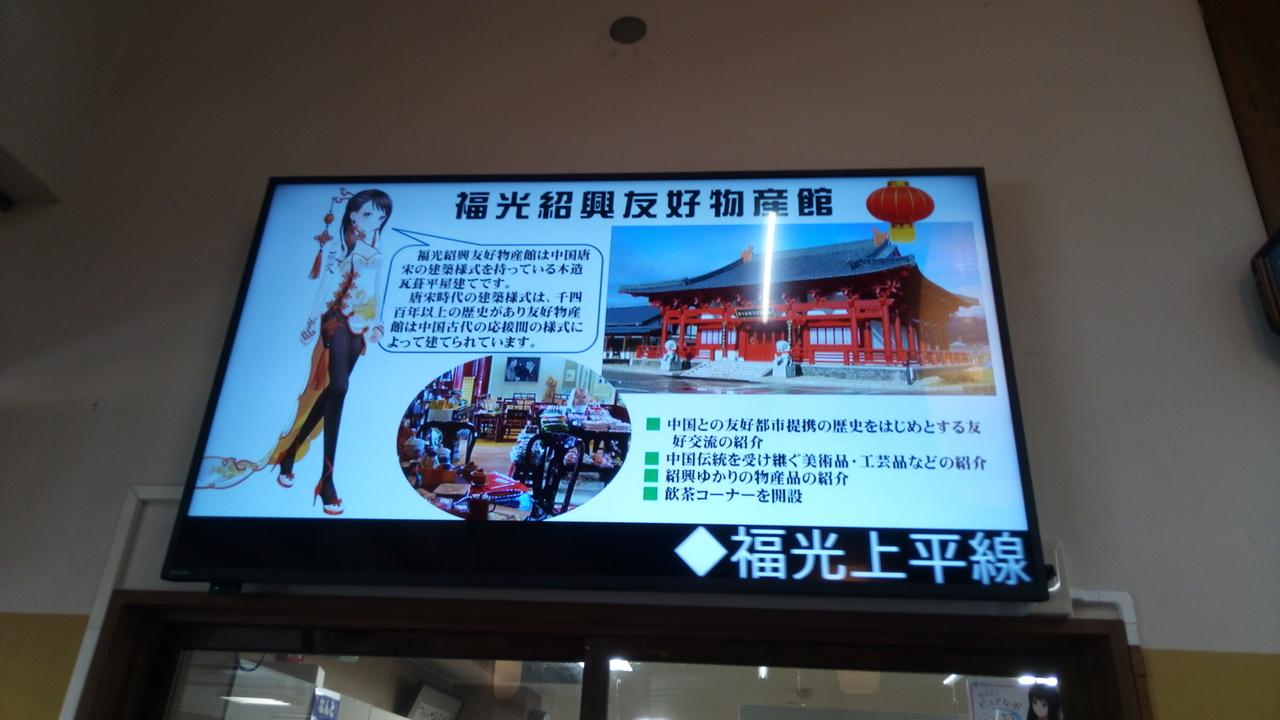 福光紹興友好物産館
福光紹興友好物産館は中国唐
宋の建築様式を持っている木造
瓦葺平屋建てです。
唐宋時代の建築様式は、千四
百年以上の歴史があり友好物産
館は中国古代の応接間の様式に
よって建てられています。
■ 中国との友好都市提携の歴史をはじめとする友
好交流の紹介
■ 中国伝統を受け継ぐ美術品・工芸品などの紹介
■ 紹興ゆかりの物産品の紹介
■ 飲茶コーナーを開設
◆福光上平線